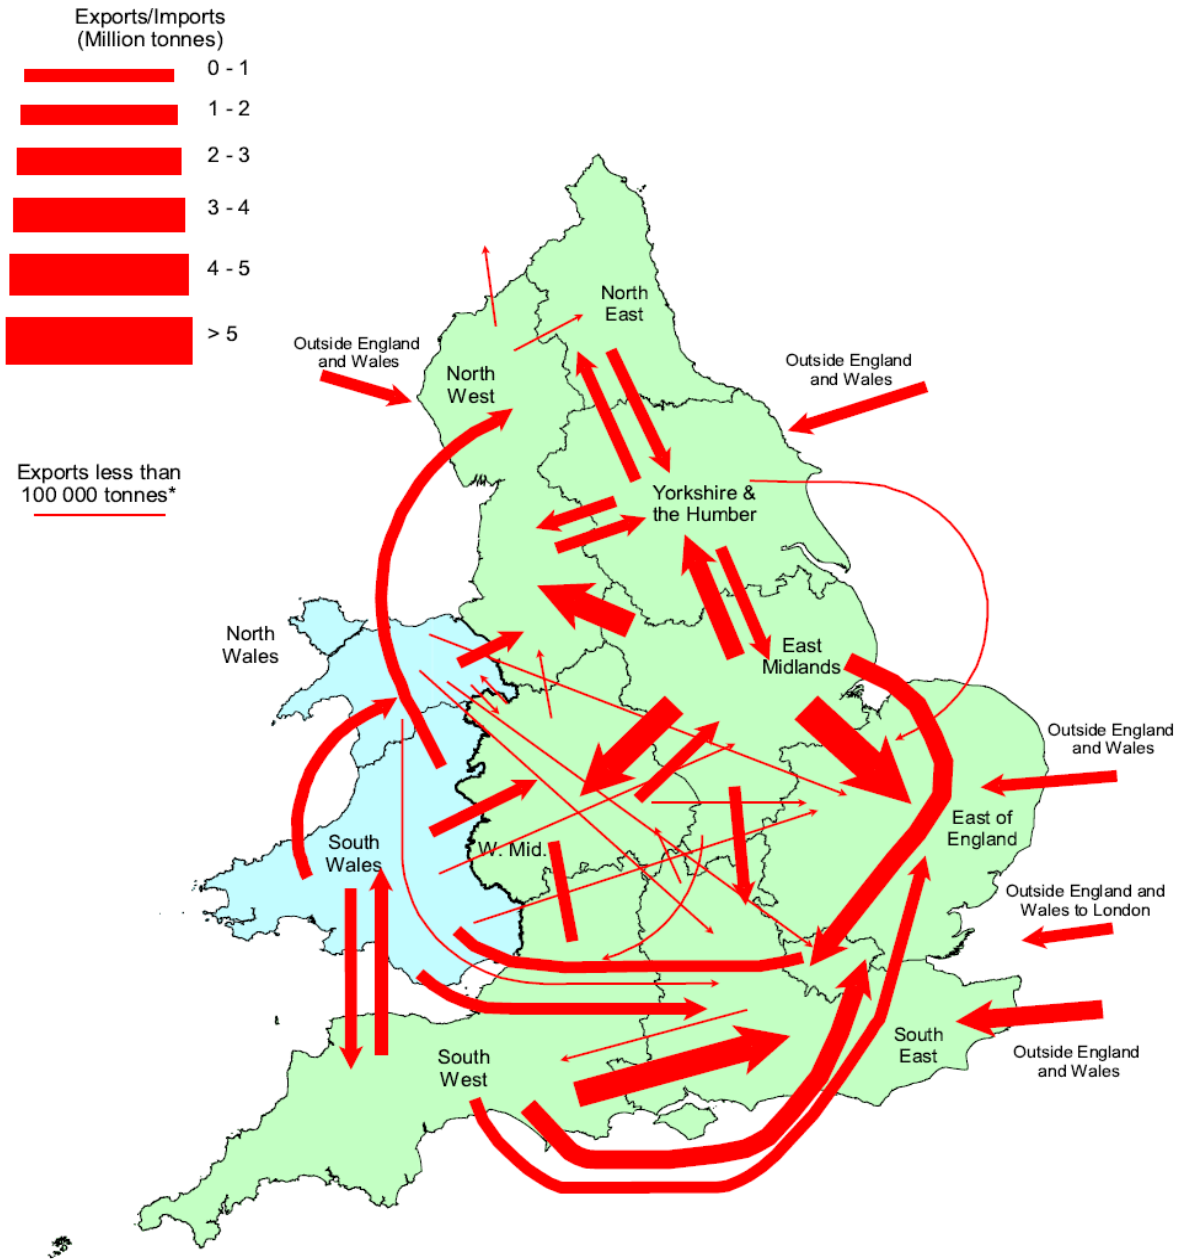 Exports/Imports
(Million tonnes)
0 - 1
1 - 2
2 - 3
3 - 4
4 - 5
> 5
Exports less than
100 000 tonnes*
North
East
Outside England
and Wales
Outside England
and Wales
North
West
Yorkshire &
the Humber
North
Wales
East
Midlands
Outside England
and Wales
East of
England
South
Wales
W. Mid.
Outside England and
Wales to London
South
West
South
East
Outside England
and Wales